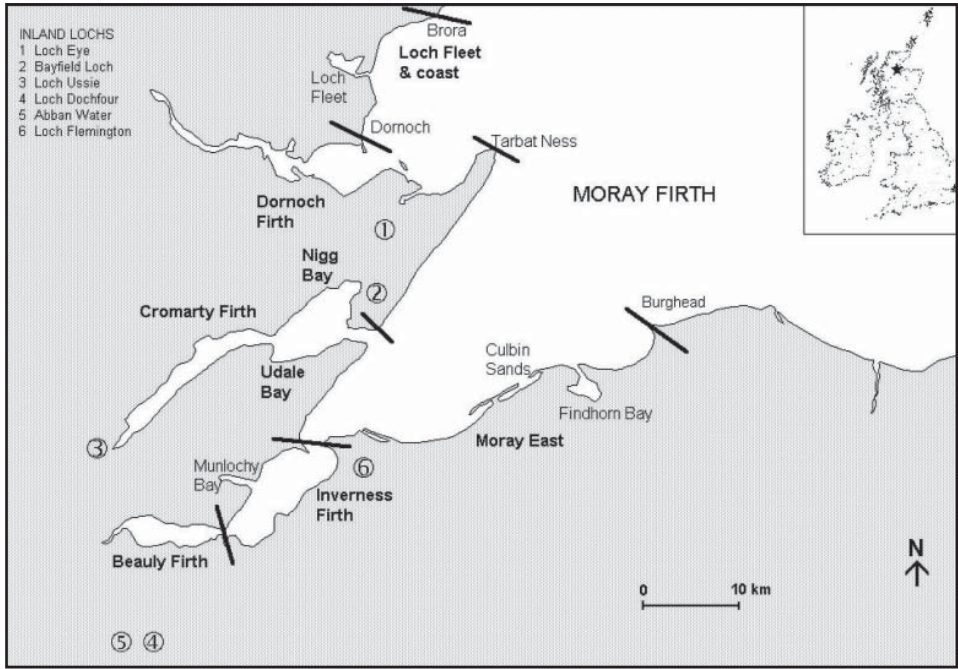 INLAND LOCHS
1 Loch Eye
2 Bayfield Loch
3 Loch Ussie
4 Loch Dochfour
5 Abban Water
6 Loch Flemington
Brora
Loch Fleet
& coast
Loch
Fleet
Dornoch
Tarbat Ness
Dornoch
Firth
MORAY FIRTH
①
Nigg
Bay
②
Cromarty Firth
Burghead
Udale
Bay
Culbin
Sands
Findhorn Bay
Moray East
③
Munlochy
Bay
⑥
Inverness
Firth
Beauly Firth
N
0 10 km
⑤ ④